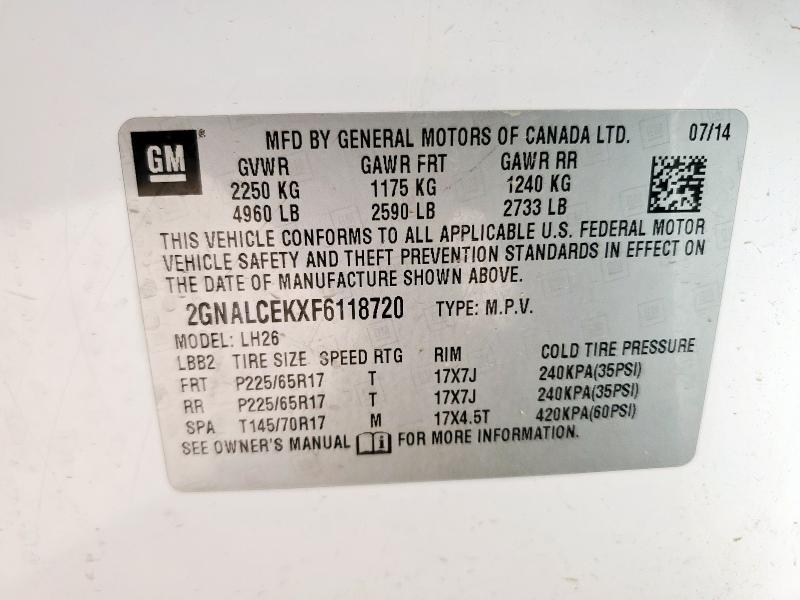 GM ® MFD BY GENERAL MOTORS OF CANADA LTD. 07/14
GVWR GAWR FRT GAWR RR
2250 KG 1175 KG 1240 KG
4960 LB 2590 LB 2733 LB
THIS VEHICLE CONFORMS TO ALL APPLICABLE U.S. FEDERAL MOTOR
VEHICLE SAFETY AND THEFT PREVENTION STANDARDS IN EFFECT ON
THE DATE OF MANUFACTURE SHOWN ABOVE.
2GNALCEKXF6118720 TYPE: M.P.V.
MODEL: LH26
LBB2 TIRE SIZE SPEED RTG RIM COLD TIRE PRESSURE
FRT P225/65R17 T 17X7J 240KPA(35PSI)
RR P225/65R17 T 17X7J 240KPA(35PSI)
SPA T145/70R17 M 17X4.5T 420KPA(60PSI)
SEE OWNER'S MANUAL FOR MORE INFORMATION.